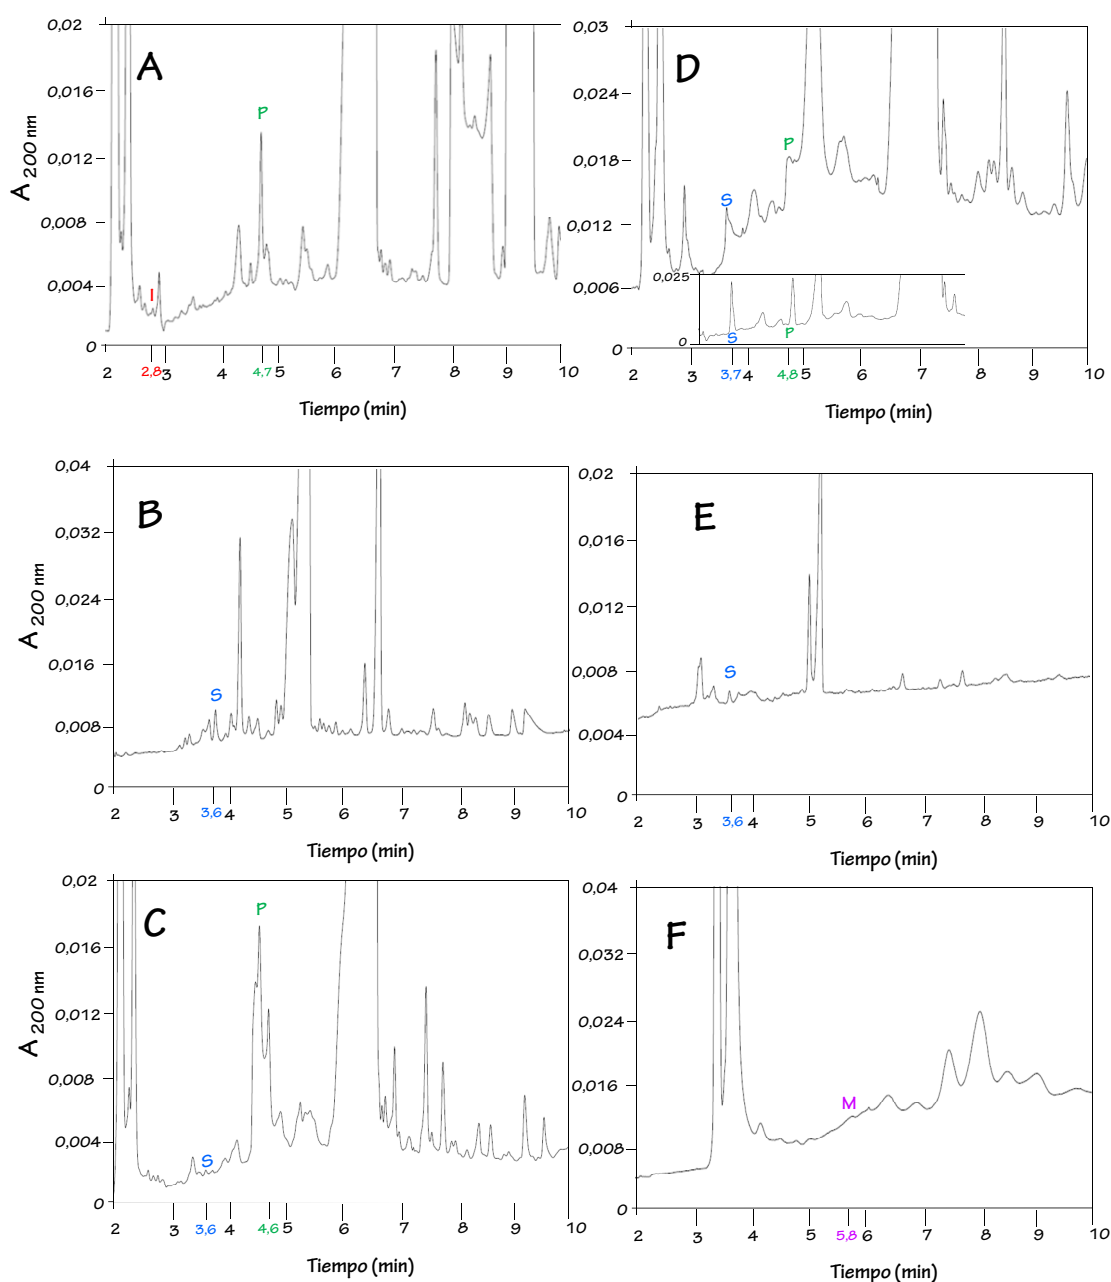 A
0,02
0,016
0,012
0,008
0,004
0
A 200 nm
P
I
2 2,8 3 4 4,7 5 6 7 8 9 10
Tiempo (min)
D
0,03
0,024
0,018
0,012
0,006
0
P
S
0,025
0
S P
2 3 3,7 4 4,8 5 6 7 8 9 10
Tiempo (min)
B
0,04
0,032
0,024
0,016
0,008
0
A 200 nm
S
2 3 3,6 4 5 6 7 8 9 10
Tiempo (min)
E
0,02
0,016
0,012
0,008
0,004
0
S
2 3 3,6 4 5 6 7 8 9 10
Tiempo (min)
C
0,02
0,016
0,012
0,008
0,004
0
A 200 nm
P
S
2 3 3,6 4 4,6 5 6 7 8 9 10
Tiempo (min)
F
0,04
0,032
0,024
0,016
0,008
0
M
2 3 4 5 5,8 6 7 8 9 10
Tiempo (min)